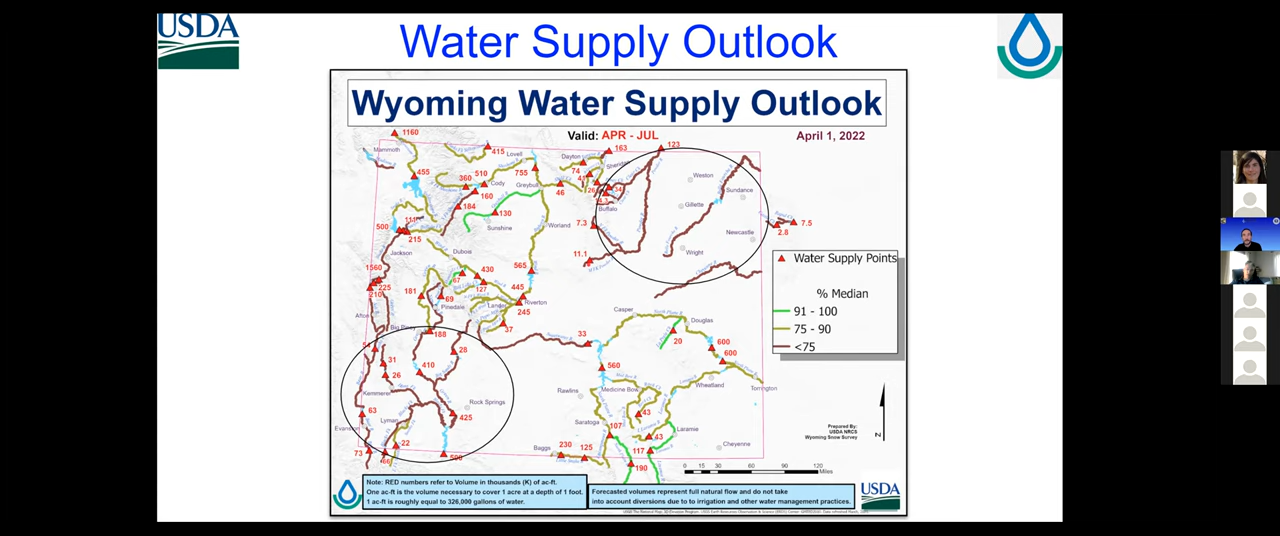 USDA
Water Supply Outlook
Wyoming Water Supply Outlook
Valid: APR - JUL
April 1, 2022
1160
Mammoth
415
Lovell
163
123
Dayton
Sheridan
455
360
510
Cody
755
74
41
Weston
160
Greybull
46
34
Sundance
184
130
Buffalo
Gillette
500
215
Sunshine
Worland
7.3
7.5
2.8
Newcastle
Jackson
Dubois
11.1
Wright
1560
225
210
67
430
565
Water Supply Points
181
69
127
445
% Median
Pinedale
Riverton
245
Casper
91 - 100
Afton
37
Douglas
75 - 90
188
33
20
600
<75
28
31
410
560
600
26
Rawlins
Medicine Bow
Wheatland
Torrington
Kemmerer
Rock Springs
63
425
43
Lyman
Saratoga
107
Laramie
Evanston
22
43
Cheyenne
73
66
Baggs
230
125
117
190
Prepared By:
USDA NRCS
Wyoming Snow Survey
N
0 15 30 60 90 120
Miles
Note: RED numbers refer to Volume in thousands (K) of ac-ft.
One ac-ft is the volume necessary to cover 1 acre at a depth of 1 foot.
1 ac-ft is roughly equal to 326,000 gallons of water.
Forecasted volumes represent full natural flow and do not take
into account diversions due to to irrigation and other water management practices.
USDA